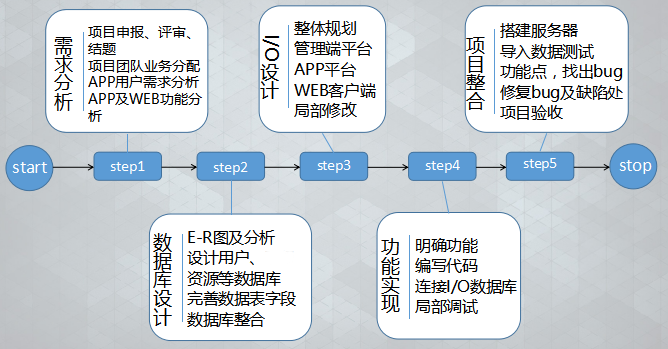 需求分析
项目申报、评审、
结题
项目团队业务分配
APP用户需求分析
APP及WEB功能分
析
I/O设计
整体规划
管理端平台
APP平台
WEB客户端
局部修改
项目整合
搭建服务器
导入数据测试
功能点，找出bug
修复bug及缺陷处
项目验收
start
step1
step2
step3
step4
step5
stop
数据库设计
E-R图及分析
设计用户、
资源等数据库
完善数据表字段
数据库整合
功能实现
明确功能
编写代码
连接I/O数据库
局部调试